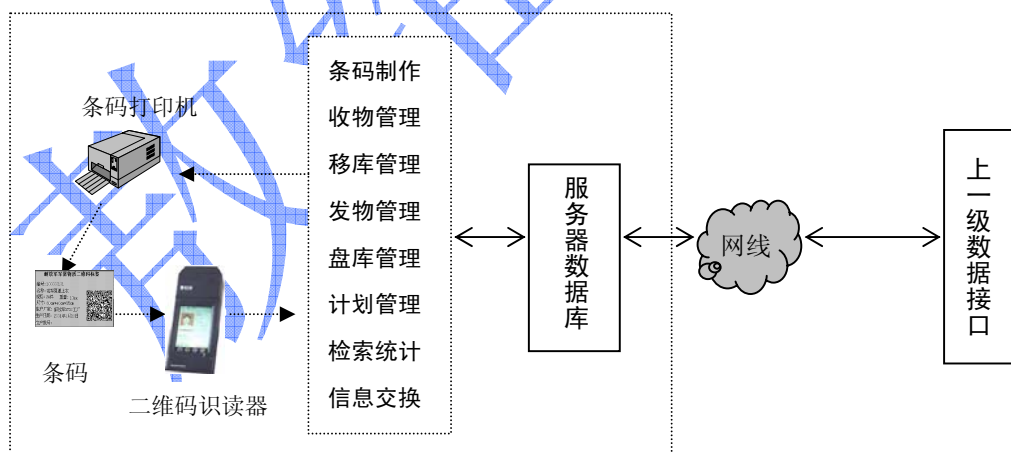 条码打印机
条码
二维码识读器
条码制作
收物管理
移库管理
发物管理
盘库管理
计划管理
检索统计
信息交换
服务器数据库
网线
上一级数据接口